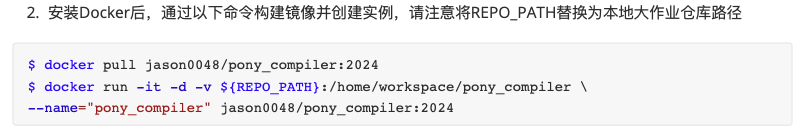 2. 安装Docker后，通过以下命令构建镜像并创建实例，请注意将REPO_PATH替换为本地大作业仓库路径
$ docker pull jason0048/pony_compiler:2024
$ docker run -it -d -v ${REPO_PATH}:/home/workspace/pony_compiler \
--name="pony_compiler" jason0048/pony_compiler:2024